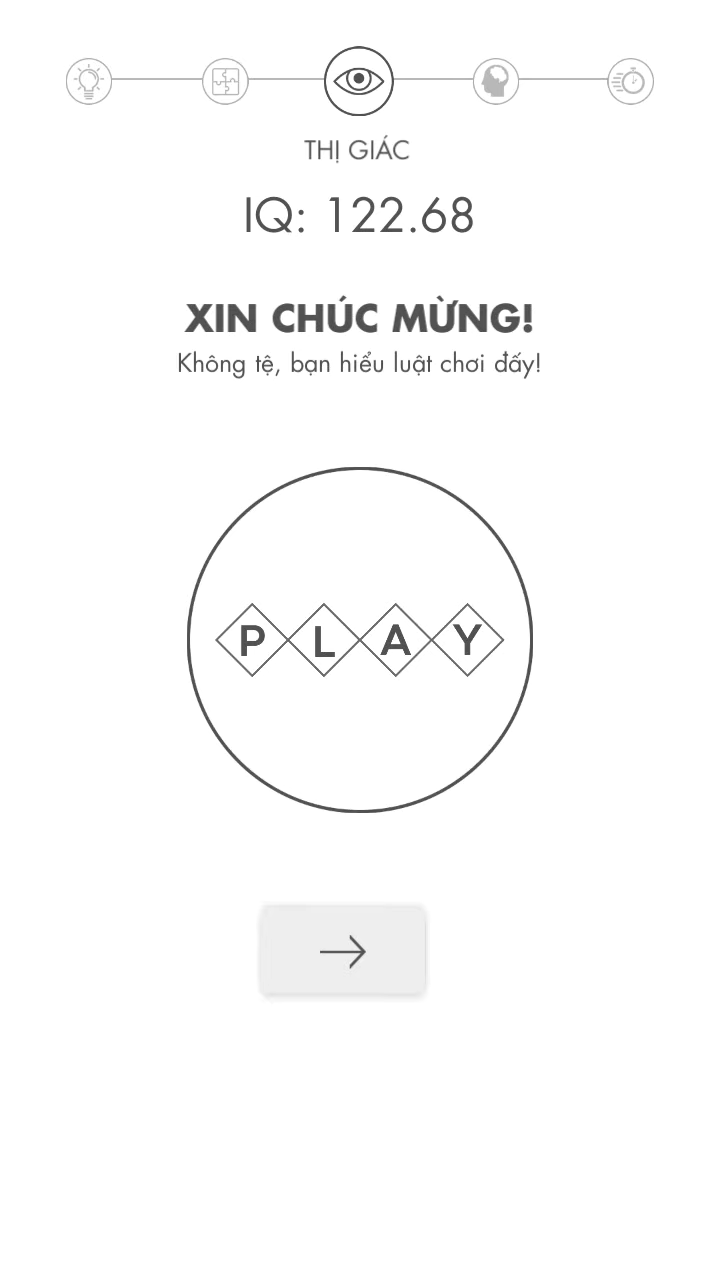 THỊ GIÁC
IQ: 122.68
XIN CHÚC MỪNG!
Không tệ, bạn hiểu luật chơi đấy!
PLAY